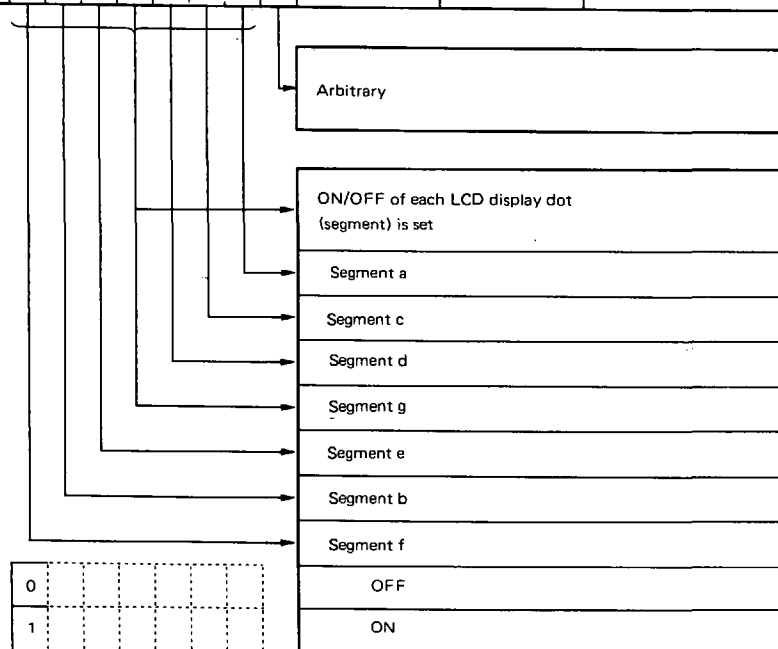 Arbitrary
ON/OFF of each LCD display dot
(segment) is set
Segment a
Segment c
Segment d
Segment g
Segment e
Segment b
Segment f
0 OFF
1 ON